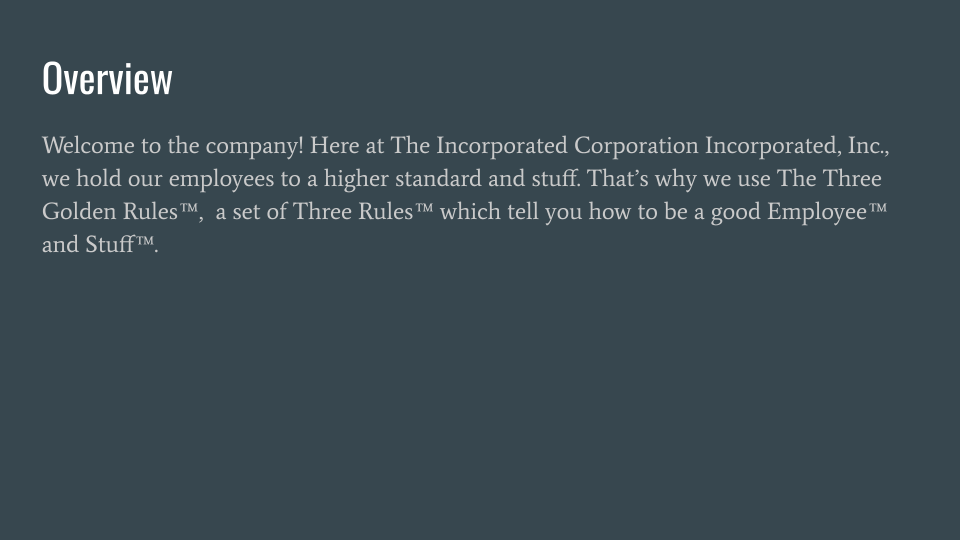 Overview
Welcome to the company! Here at The Incorporated Corporation Incorporated, Inc.,
we hold our employees to a higher standard and stuff. That’s why we use The Three
Golden Rules™,  a set of Three Rules™ which tell you how to be a good Employee™
and Stuff™.